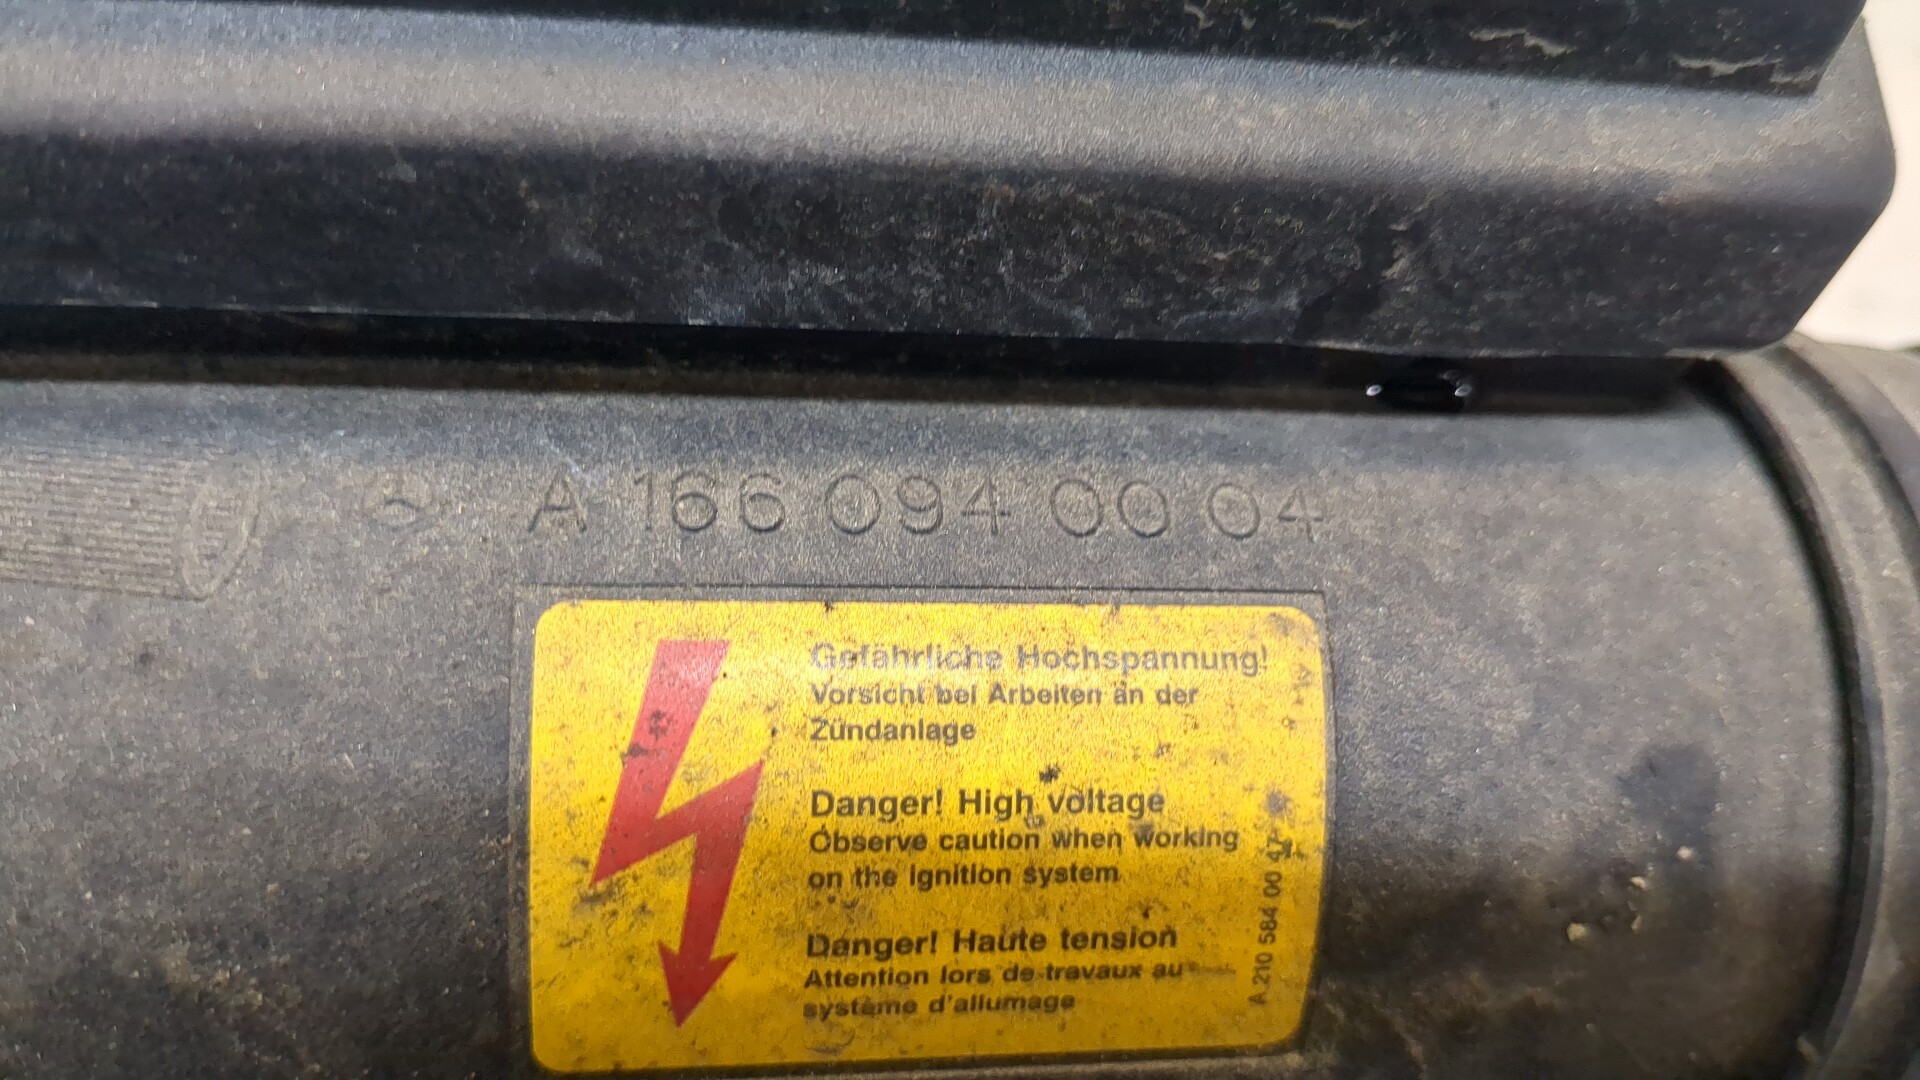 A 166 094 00 04
Gefährliche Hochspannung!
Vorsicht bei Arbeiten an der
Zündanlage
Danger! High voltage
Observe caution when working
on the ignition system
Danger! Haute tension
Attention lors de travaux au
système d'allumage
A 210 584 00 47